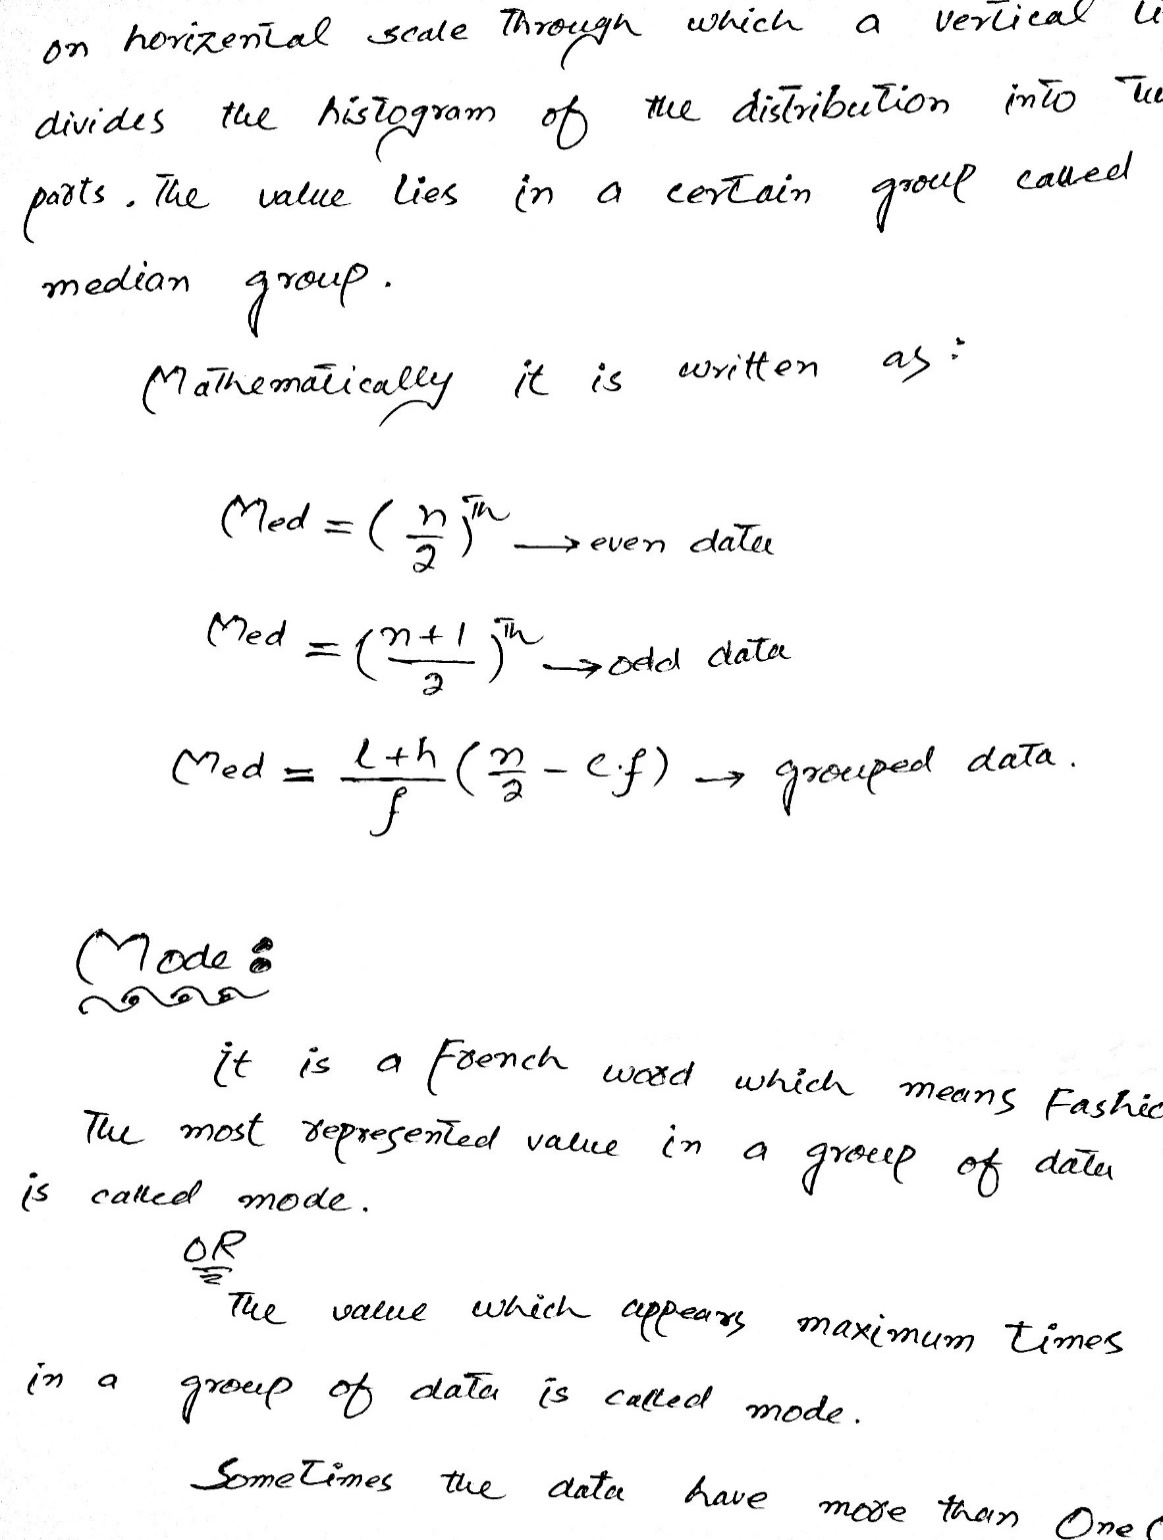 on horizental scale Through which a vertical li
divides the histogram of the distribution into
parts. The value lies in a certain group called
median group.
Mathematically it is written as:
Med = (n/2)th → even data
Med = (n+1/2)th → odd data
Med = l+h/f (n/2 - c.f) → grouped data.
Mode:
it is a French word which means Fashio
The most represented value in a group of data
is called mode.
OR
The value which appears maximum times
in a group of data is called mode.
Sometimes the data have more than One